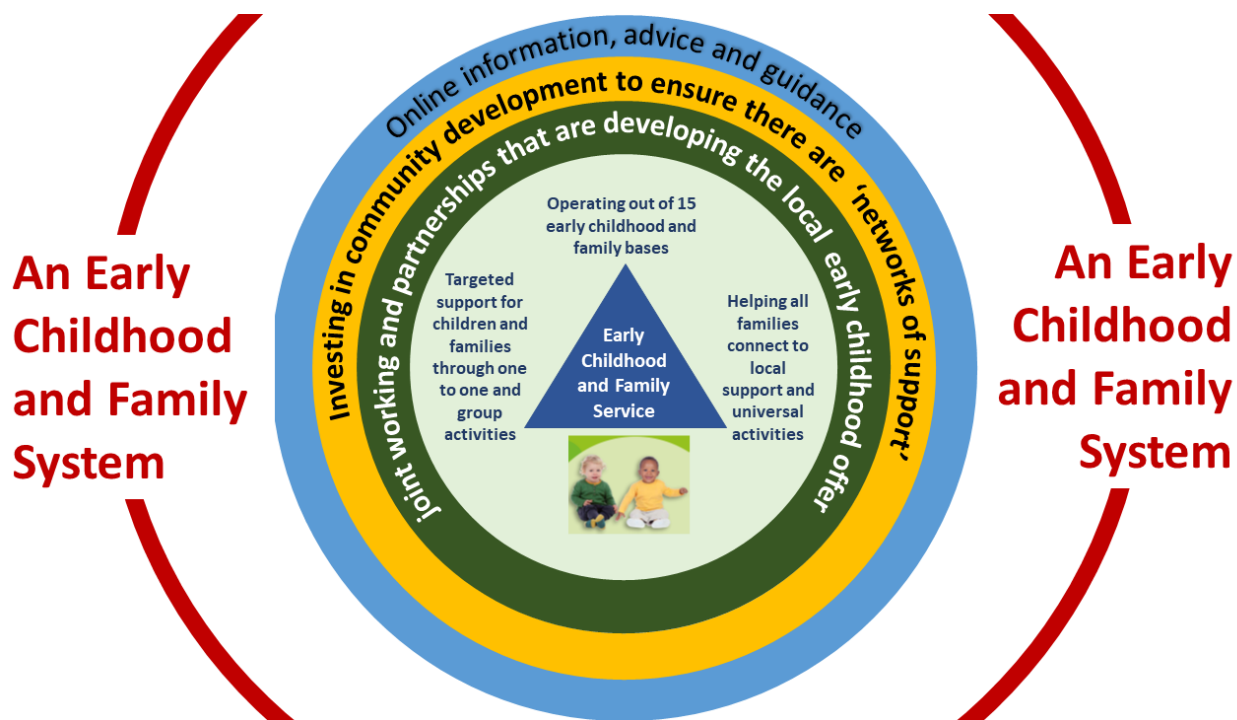 Online information, advice and guidance
Investing in community development to ensure there are ‘networks of support’
joint working and partnerships that are developing the local early childhood offer
An Early
Childhood
and Family
System
Operating out of 15
early childhood and
family bases
Targeted
support for
children and
families
through one
to one and
group
activities
Early
Childhood
and Family
Service
Helping all
families
connect to
local
support and
universal
activities
An Early
Childhood
and Family
System